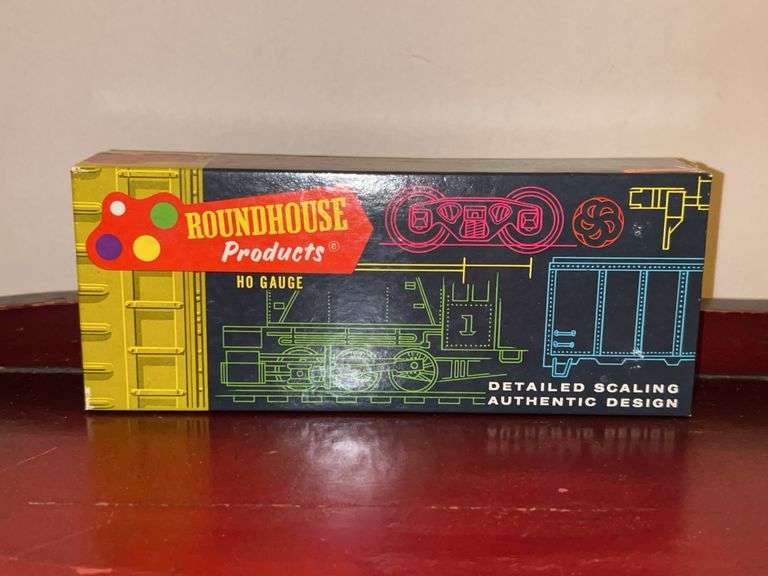 ROUNDHOUSE
Products®
HO GAUGE
1
DETAILED SCALING
AUTHENTIC DESIGN